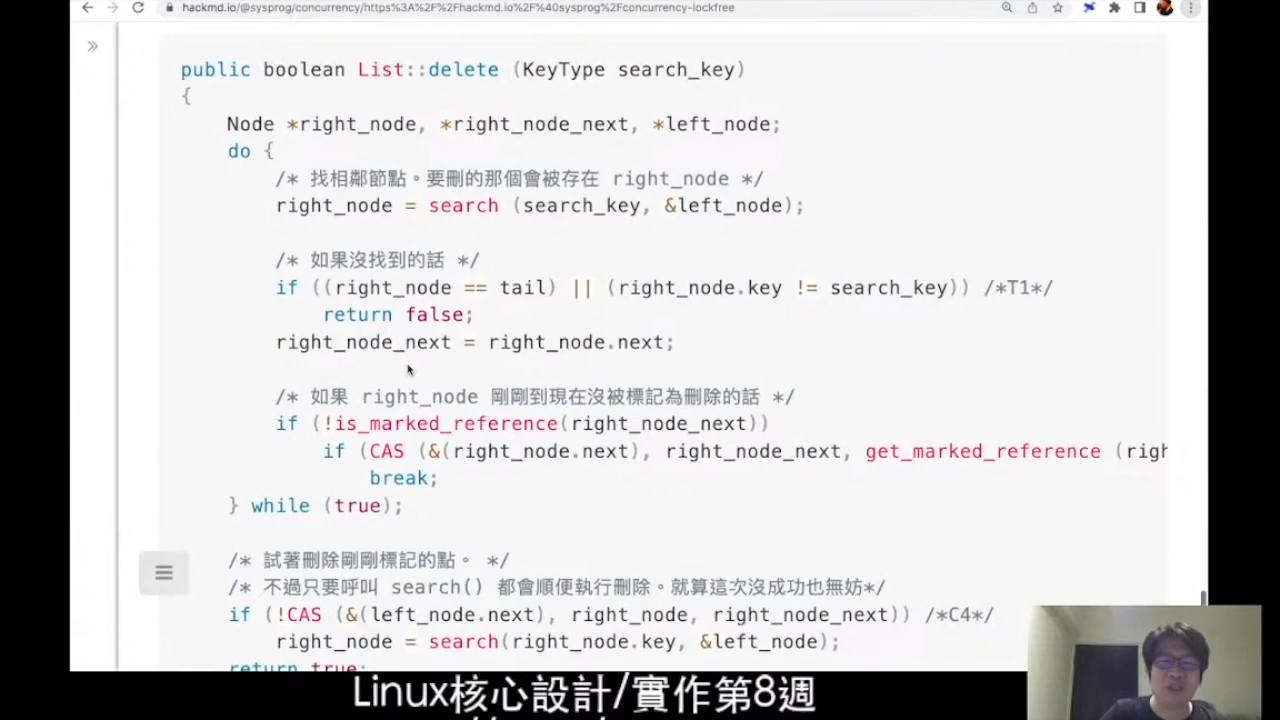 hackmd.io/@sysprog/concurrency/https%3A%2F%2Fhackmd.io%2F%40sysprog%2Fconcurrency-lockfree
public boolean List::delete (KeyType search_key)
{
Node *right_node, *right_node_next, *left_node;
do {
/* 找相鄰節點。要刪的那個會被存在 right_node */
right_node = search (search_key, &left_node);
/* 如果沒找到的話 */
if ((right_node == tail) || (right_node.key != search_key)) /*T1*/
return false;
right_node_next = right_node.next;
/* 如果 right_node 剛剛到現在沒被標記為刪除的話 */
if (!is_marked_reference(right_node_next))
if (CAS (&(right_node.next), right_node_next, get_marked_reference (righ
break;
} while (true);
/* 試著刪除剛剛標記的點。 */
/* 不過只要呼叫 search() 都會順便執行刪除。就算這次沒成功也無妨*/
if (!CAS (&(left_node.next), right_node, right_node_next)) /*C4*/
right_node = search(right_node.key, &left_node);
return true;
Linux核心設計/實作第8週